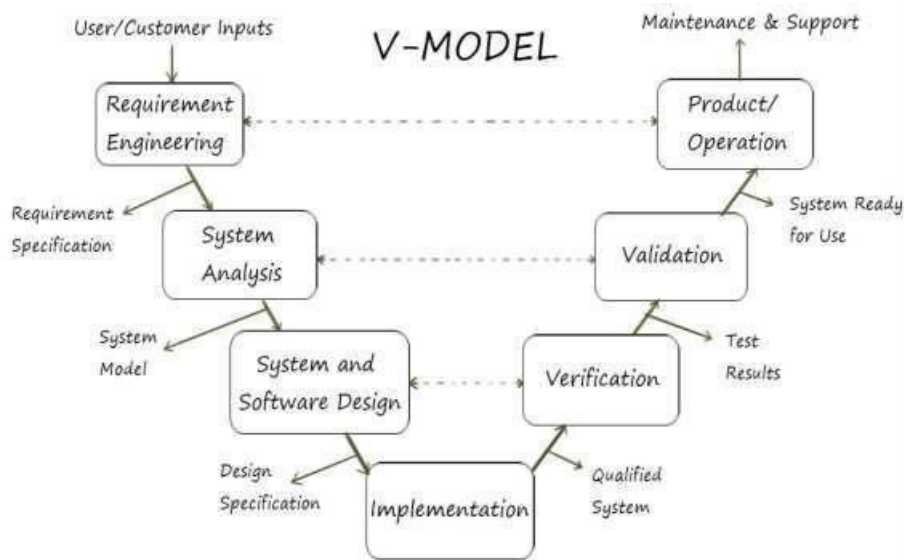 User/Customer Inputs
V-MODEL
Maintenance & Support
Requirement
Engineering
Product/
Operation
Requirement
Specification
System
Analysis
Validation
System Ready
for Use
System
Model
System and
Software Design
Verification
Test
Results
Design
Specification
Implementation
Qualified
System